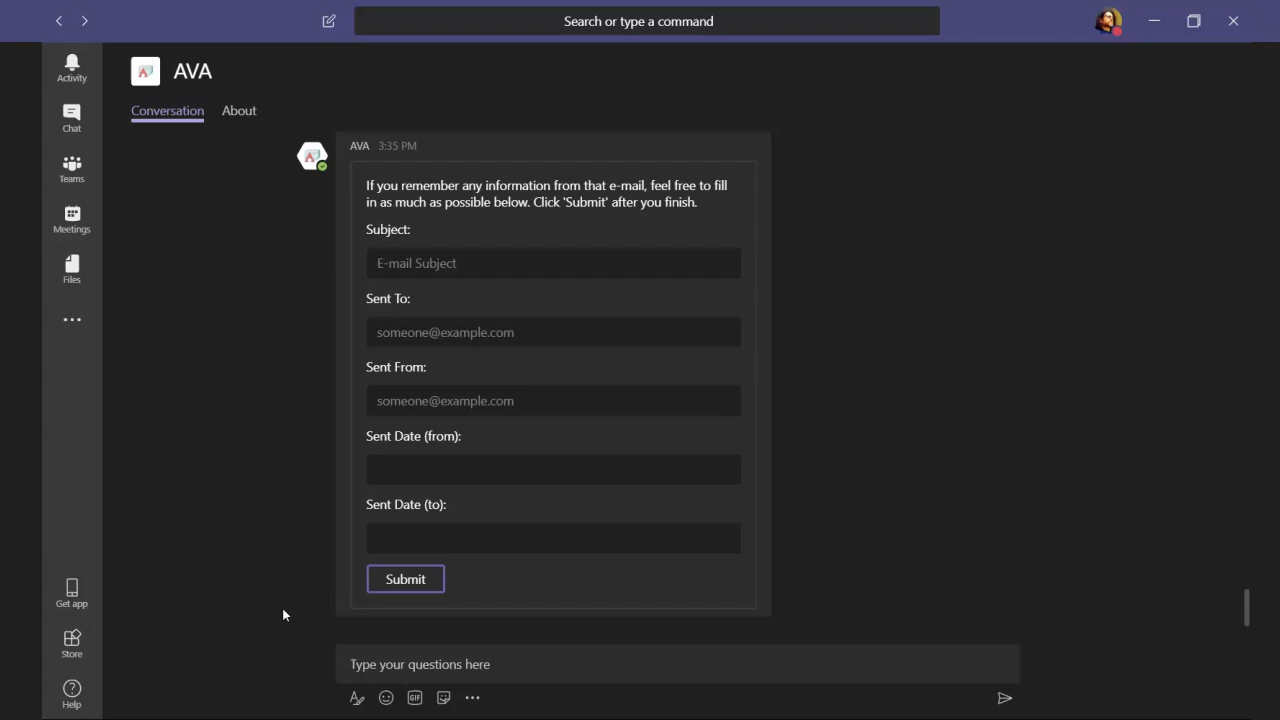 Search or type a command
Activity
Chat
Teams
Meetings
Files
Get app
Store
Help
A
AVA
Conversation
About
A
AVA 3:35 PM
If you remember any information from that e-mail, feel free to fill
in as much as possible below. Click 'Submit' after you finish.
Subject:
E-mail Subject
Sent To:
someone@example.com
Sent From:
someone@example.com
Sent Date (from):
Sent Date (to):
Submit
Type your questions here
GIF